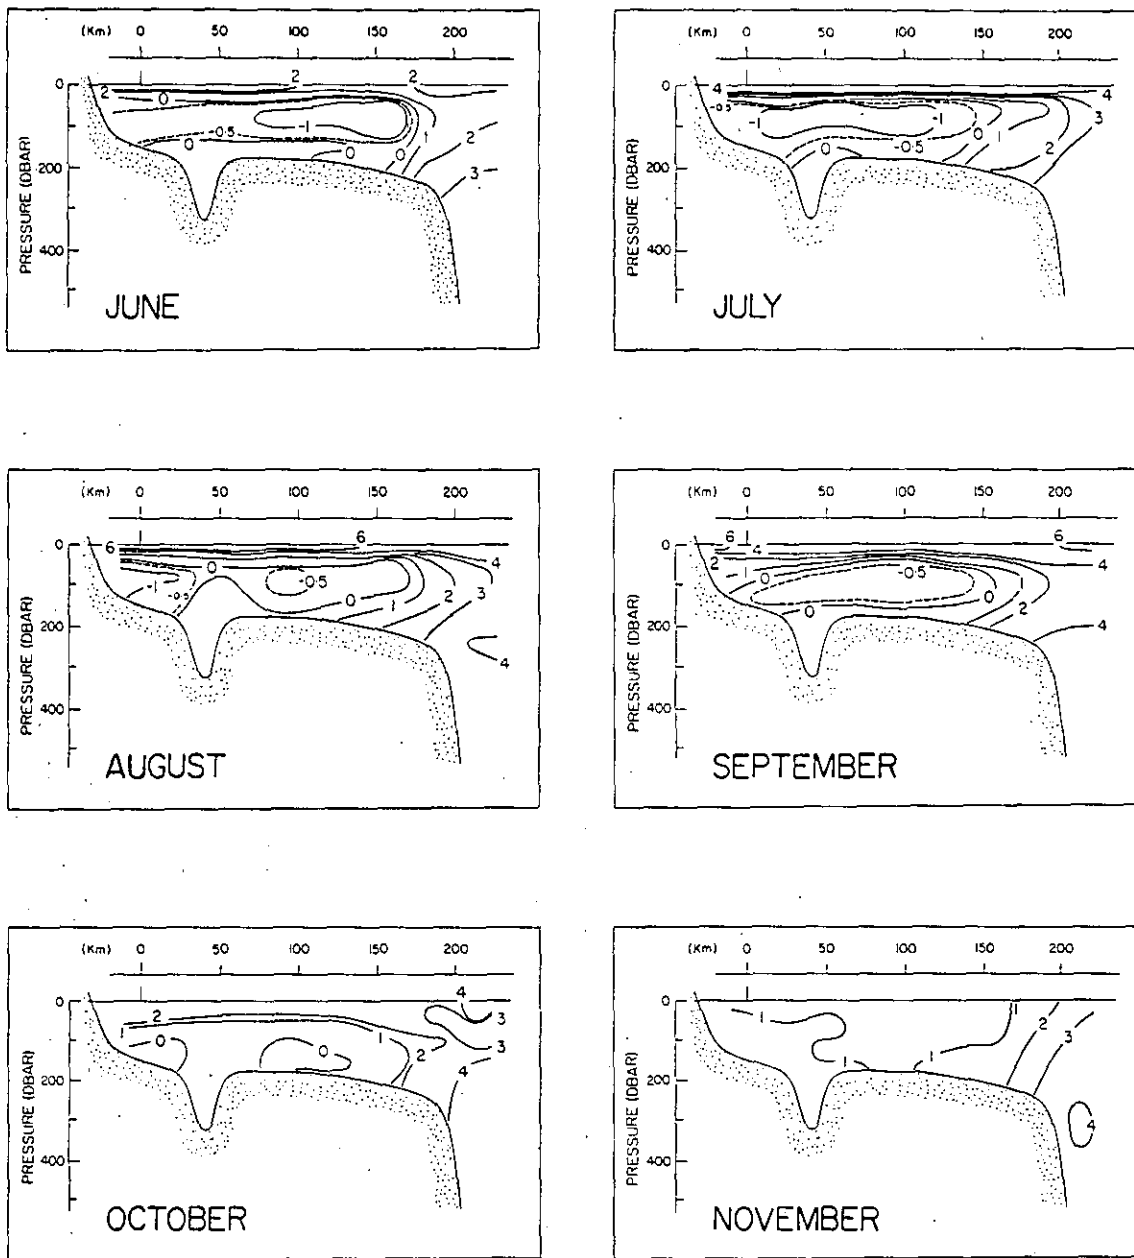 (Km) 0 50 100 150 200
PRESSURE (DBAR)
0
200
400
2 0 2 2
-1 1 2
-0.5
0 0 0 3
JUNE
(Km) 0 50 100 150 200
PRESSURE (DBAR)
0
200
400
4 4
-0.5 3
-1 -1 0 1
0 -0.5 2
JULY
(Km) 0 50 100 150 200
PRESSURE (DBAR)
0
200
400
6 6
0 4
-1 -0.5
-0.5 0 1 2 3
4
AUGUST
(Km) 0 50 100 150 200
PRESSURE (DBAR)
0
200
400
6 4 6
2 1 0 -0.5 4
0 0 1 2 3
4
SEPTEMBER
(Km) 0 50 100 150 200
PRESSURE (DBAR)
0
200
400
4
2 3
1 0 1
0 2 3
4
OCTOBER
(Km) 0 50 100 150 200
PRESSURE (DBAR)
0
200
400
1 1 2 3
1 1
4
NOVEMBER